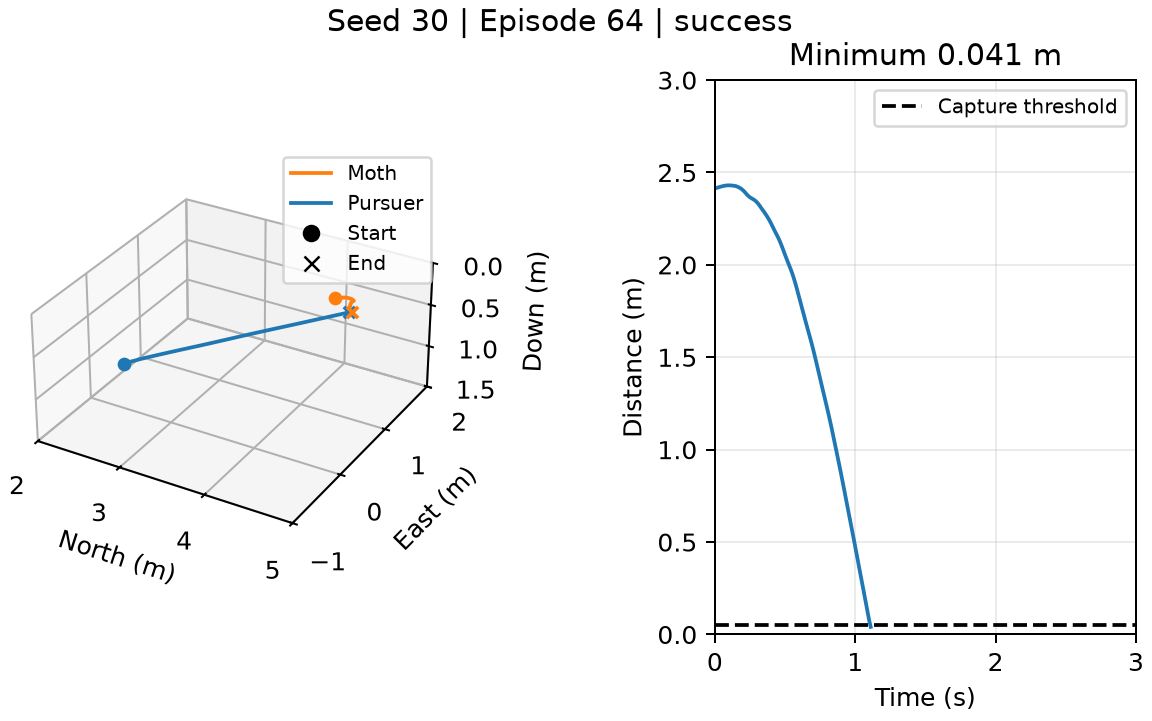 Seed 30 | Episode 64 | success
Moth
Pursuer
Start
End
0.0
0.5
1.0
1.5
Down (m)
2
1
0
−1
East (m)
2
3
4
5
North (m)
Minimum 0.041 m
Capture threshold
3.0
2.5
2.0
1.5
1.0
0.5
0.0
Distance (m)
0
1
2
3
Time (s)